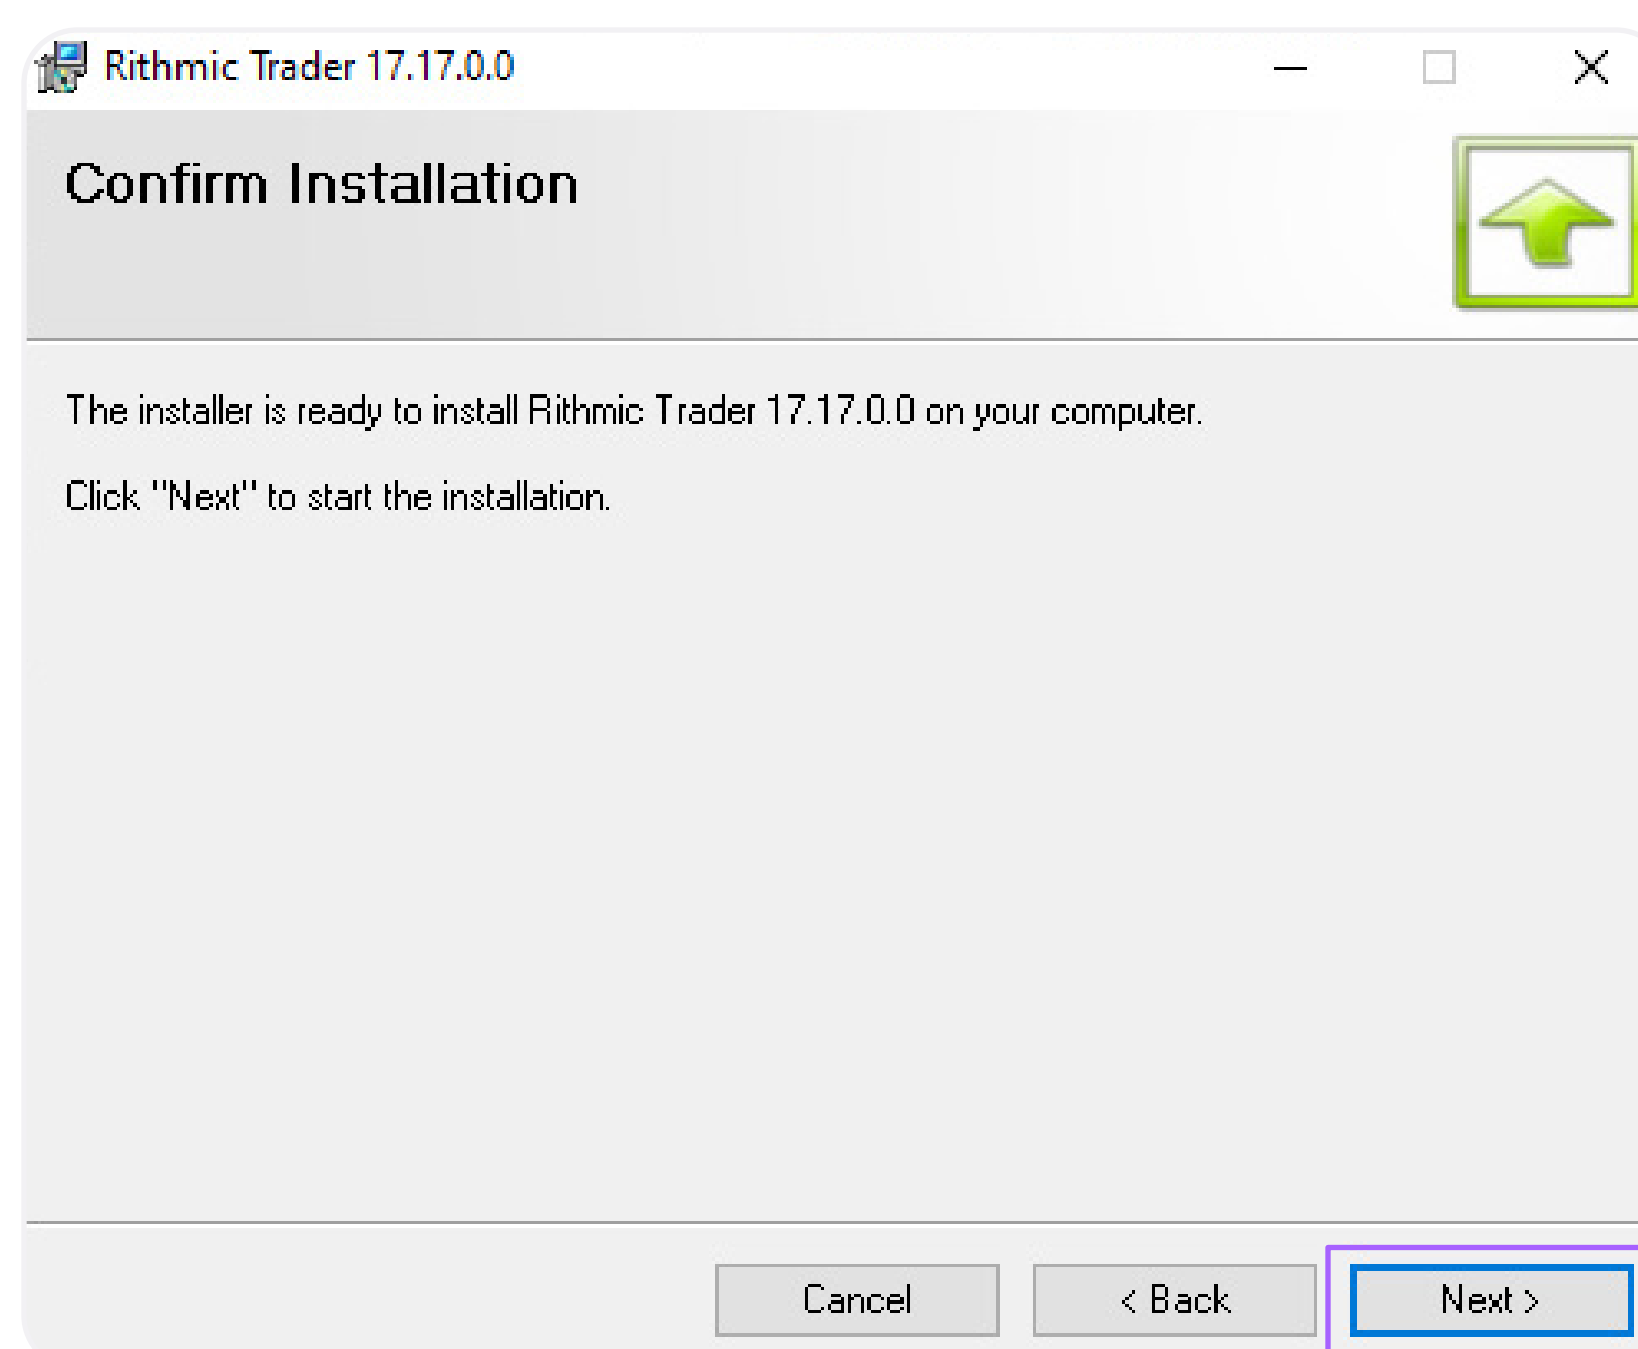 Rithmic Trader 17.17.0.0
Confirm Installation
The installer is ready to install Rithmic Trader 17.17.0.0 on your computer.
Click "Next" to start the installation.
Cancel
< Back
Next >